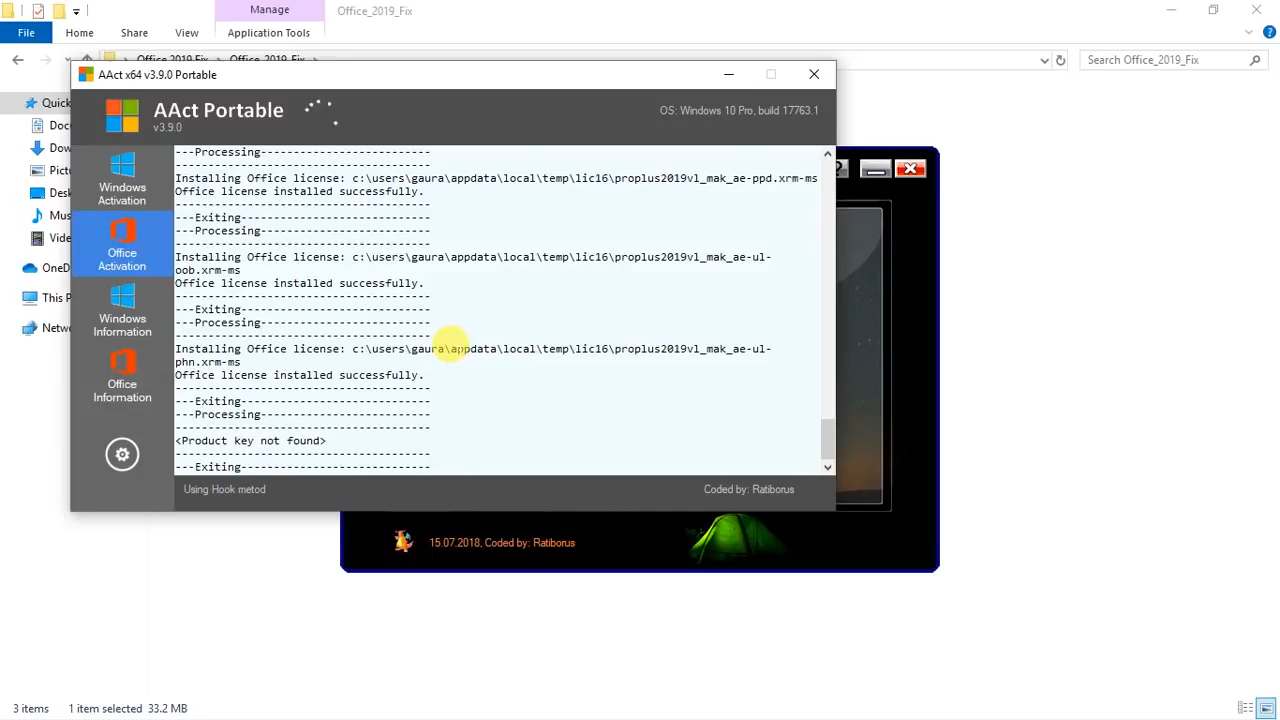 Manage
Office_2019_Fix
File
Home
Share
View
Application Tools
Office_2019_Fix
Office_2019_Fix
Search Office_2019_Fix
AAct x64 v3.9.0 Portable
AAct Portable
v3.9.0
OS: Windows 10 Pro, build 17763.1
Quick
Desk
OneD
This P
Windows
Activation
Office
Activation
Windows
Information
Office
Information
---Processing-------------------------
--------------------------------------
Installing Office license: c:\users\gaura\appdata\local\temp\lic16\proplus2019vl_mak_ae-ppd.xrm-ms
Office license installed successfully.
--------------------------------------
---Exiting----------------------------
---Processing-------------------------
--------------------------------------
Installing Office license: c:\users\gaura\appdata\local\temp\lic16\proplus2019vl_mak_ae-ul-
oob.xrm-ms
Office license installed successfully.
--------------------------------------
---Exiting----------------------------
---Processing-------------------------
--------------------------------------
Installing Office license: c:\users\gaura\appdata\local\temp\lic16\proplus2019vl_mak_ae-ul-
phn.xrm-ms
Office license installed successfully.
--------------------------------------
---Exiting----------------------------
---Processing-------------------------
--------------------------------------
<Product key not found>
--------------------------------------
---Exiting----------------------------
Using Hook metod
Coded by: Ratiborus
15.07.2018, Coded by: Ratiborus
3 items
1 item selected 33.2 MB